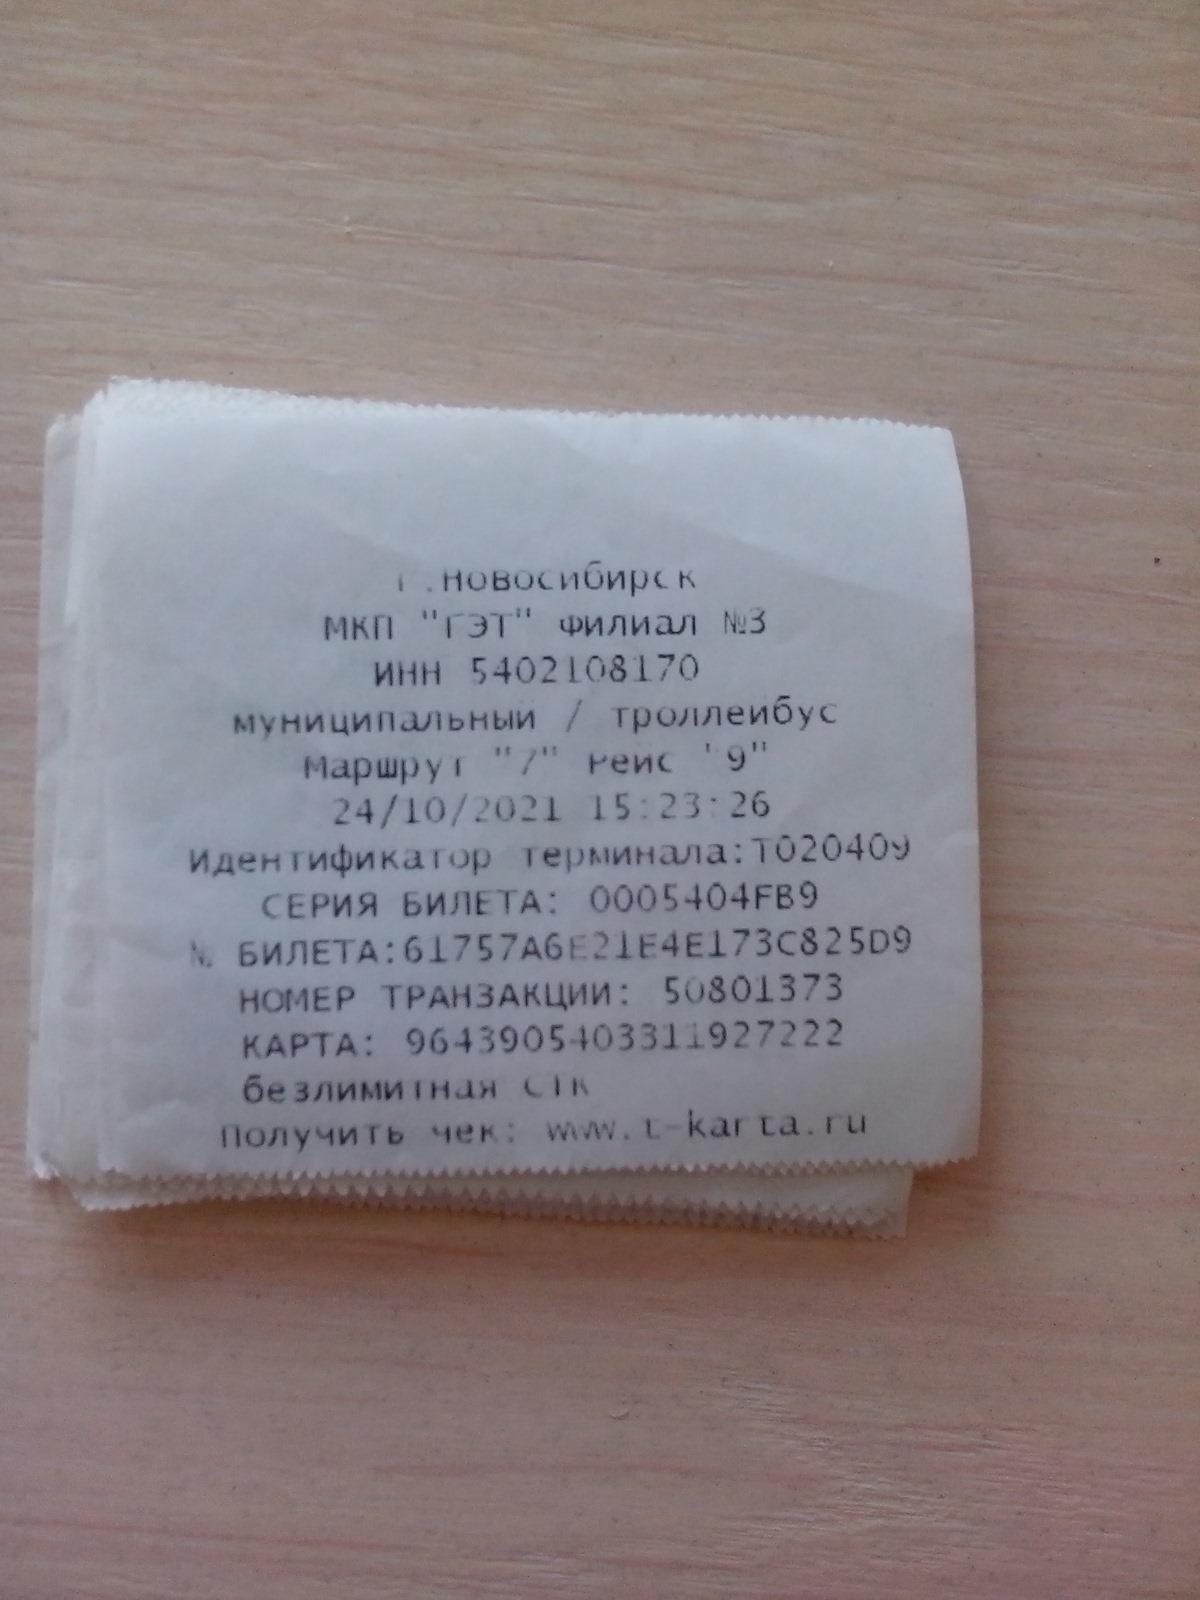 г.Новосибирск
МКП "ГЭТ" Филиал №3
ИНН 5402108170
муниципальный / троллейбус
Маршрут "7" Рейс "9"
24/10/2021 15:23:26
Идентификатор терминала:T020409
СЕРИЯ БИЛЕТА: 0005404FB9
№ БИЛЕТА:61757A6E21E4E173C825D9
НОМЕР ТРАНЗАКЦИИ: 50801373
КАРТА: 9643905403311927222
безлимитная СТК
Получить чек: www.t-karta.ru